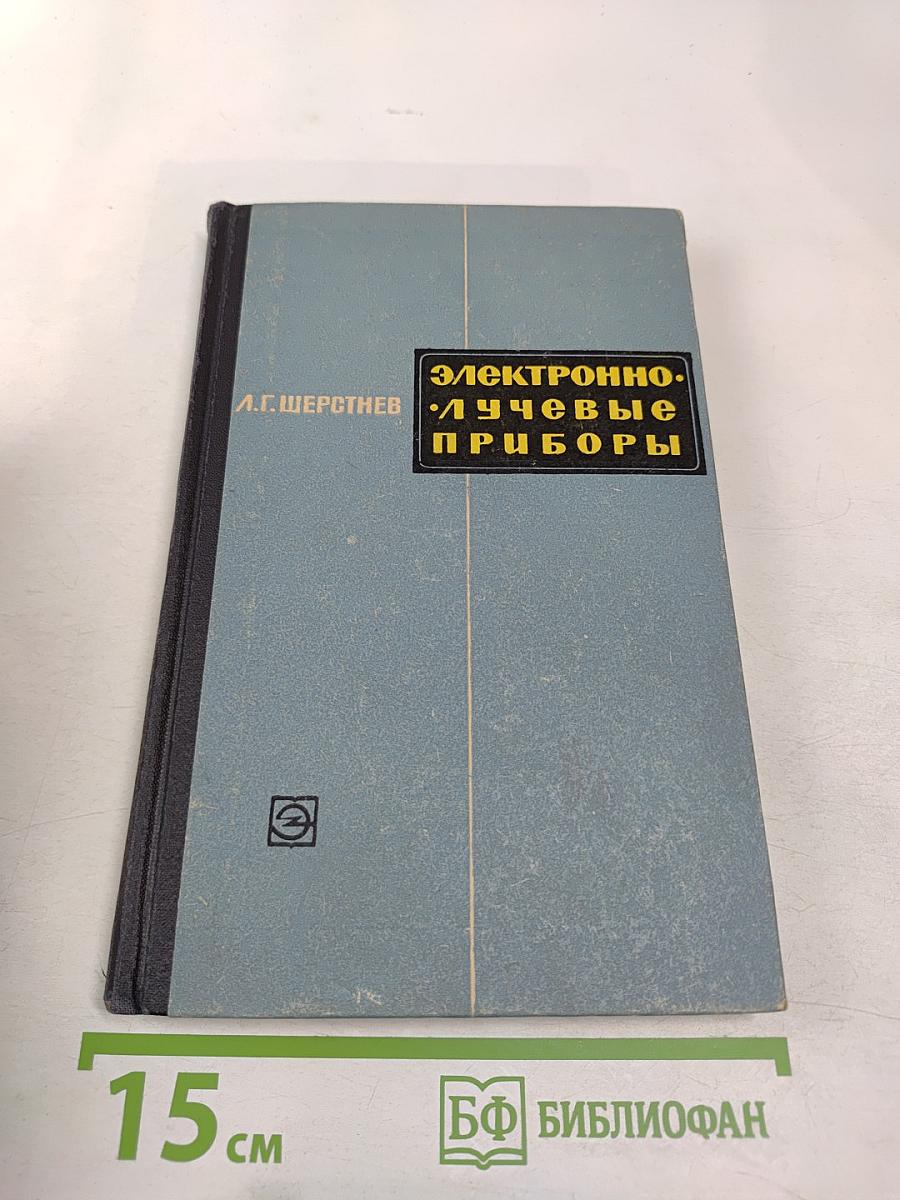 Л.Г. ШЕРСТНЕВ
ЭЛЕКТРОННО-
-ЛУЧЕВЫЕ
ПРИБОРЫ
15 см
БФ БИБЛИОФАН